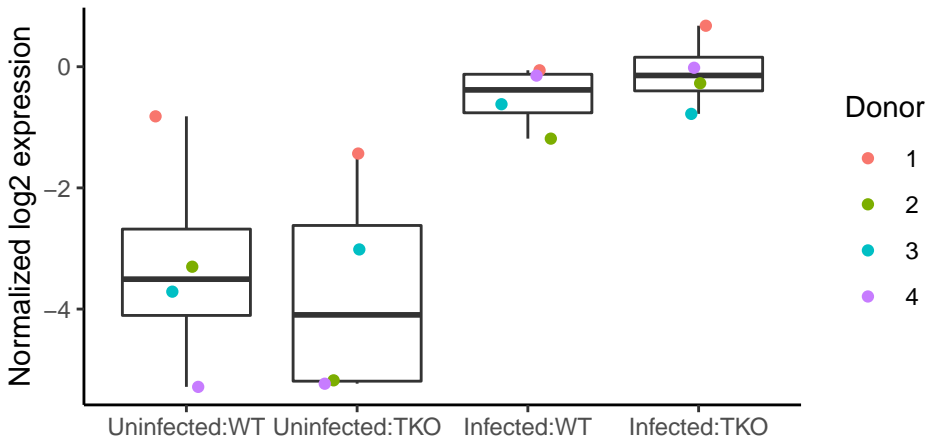 Normalized log2 expression
0
−2
−4
Uninfected:WT Uninfected:TKO Infected:WT Infected:TKO
Donor
1
2
3
4